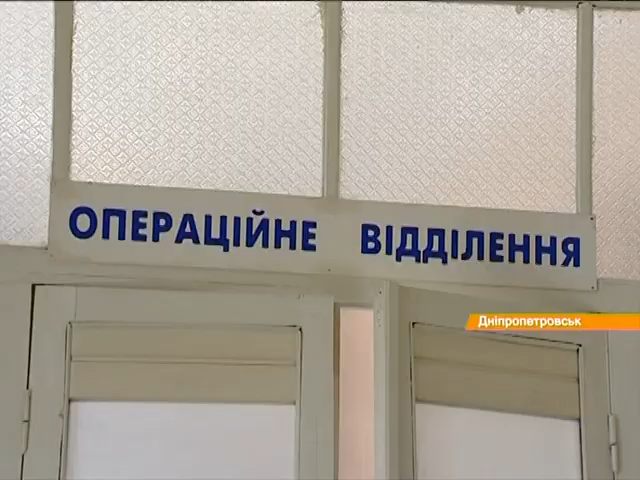 ОПЕРАЦІЙНЕ ВІДДІЛЕННЯ
Дніпропетровськ